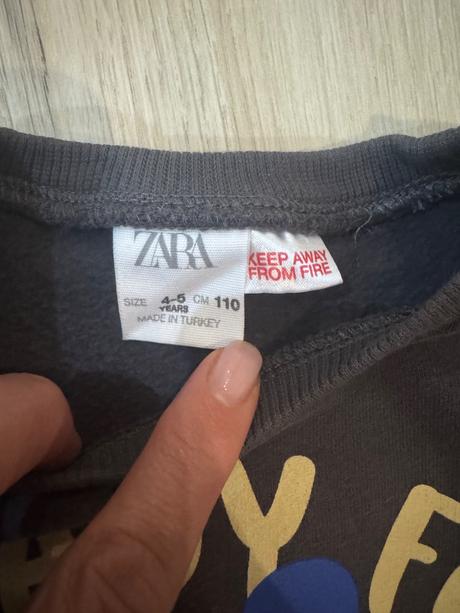 ZARA
KEEP AWAY
FROM FIRE
SIZE 4-5 CM 110
YEARS
MADE IN TURKEY